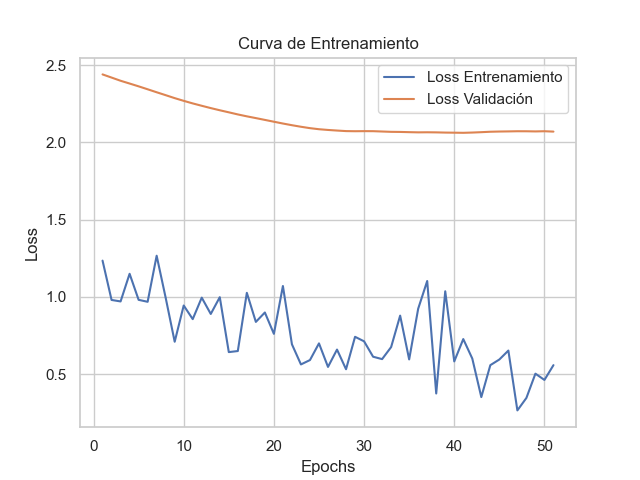 Curva de Entrenamiento
2.5
2.0
1.5
1.0
0.5
Loss
Loss Entrenamiento
Loss Validación
0 10 20 30 40 50
Epochs